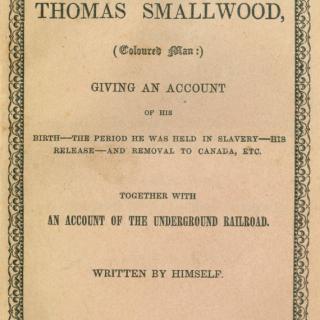 THOMAS SMALLWOOD,
(Coloured Man:)
GIVING AN ACCOUNT
OF HIS
BIRTH—THE PERIOD HE WAS HELD IN SLAVERY—HIS
RELEASE—AND REMOVAL TO CANADA, ETC.
TOGETHER WITH
AN ACCOUNT OF THE UNDERGROUND RAILROAD.
WRITTEN BY HIMSELF.